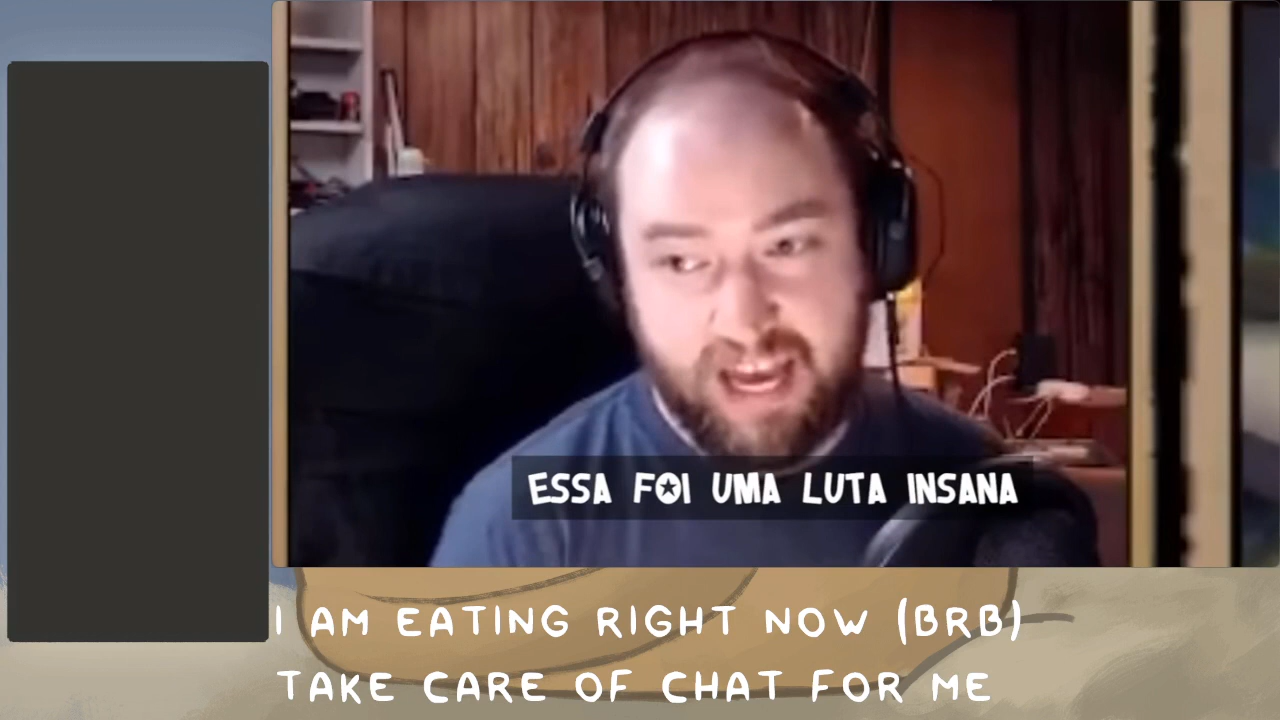 ESSA FOI UMA LUTA INSANA
I AM EATING RIGHT NOW (BRB)
TAKE CARE OF CHAT FOR ME